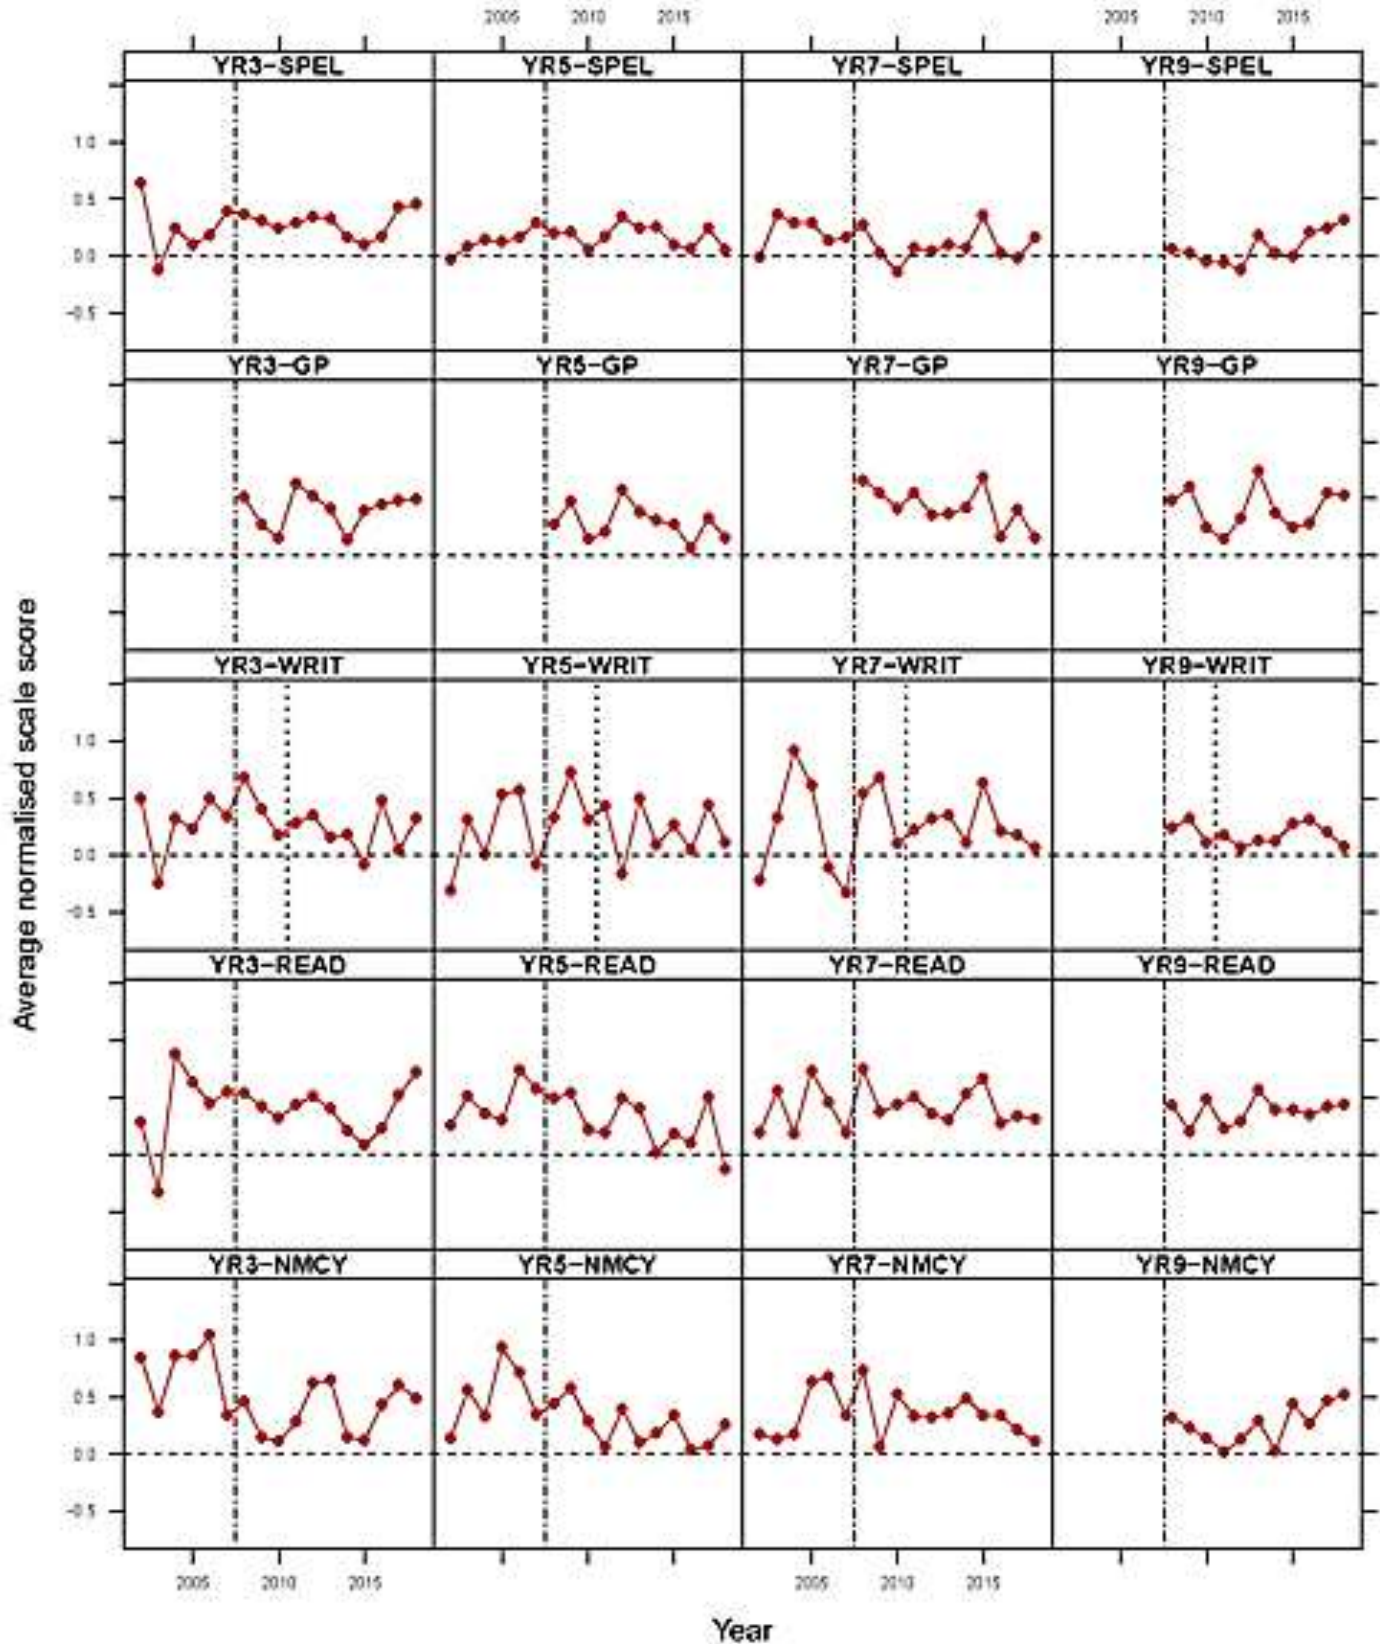 2005 2010 2015 2005 2010 2015
YR3-SPEL YR5-SPEL YR7-SPEL YR9-SPEL
1.0
0.5
0.0
-0.5
YR3-GP YR5-GP YR7-GP YR9-GP
YR3-WRIT YR5-WRIT YR7-WRIT YR9-WRIT
1.0
0.5
0.0
-0.5
YR3-READ YR5-READ YR7-READ YR9-READ
YR3-NMCY YR5-NMCY YR7-NMCY YR9-NMCY
1.0
0.5
0.0
-0.5
2005 2010 2015 2005 2010 2015
Average normalised scale score
Year